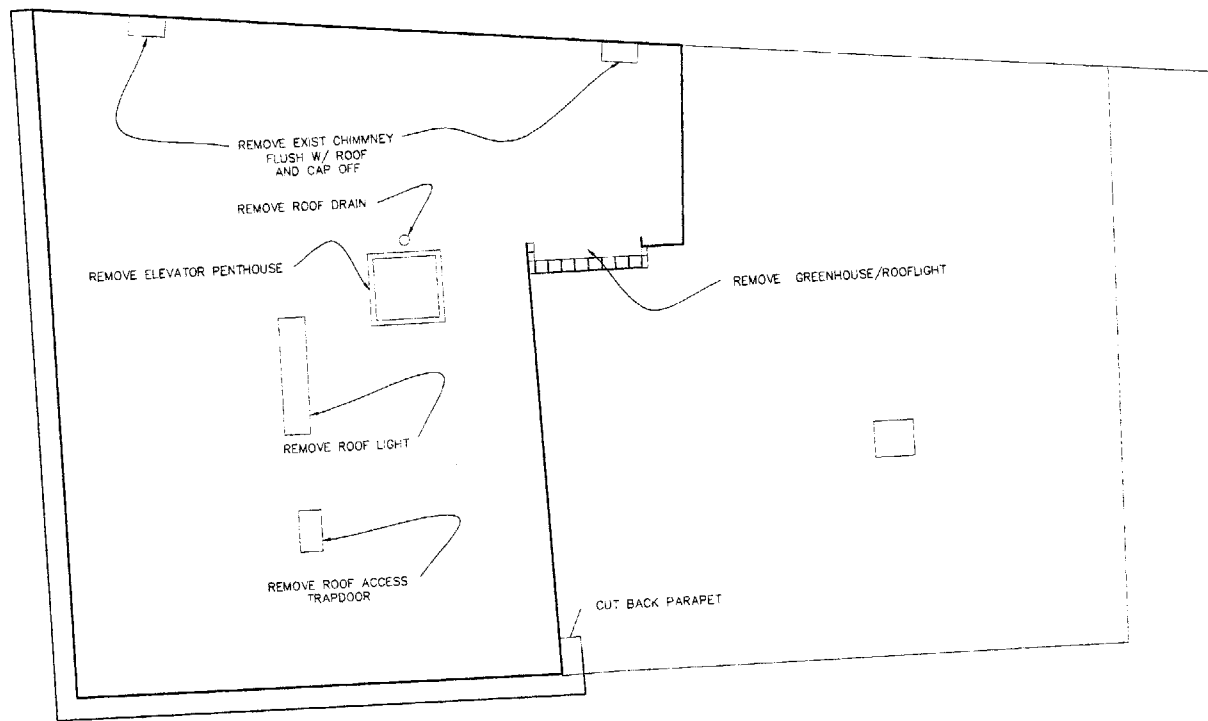 REMOVE EXIST CHIMMNEY
FLUSH W/ ROOF
AND CAP OFF
REMOVE ROOF DRAIN
REMOVE ELEVATOR PENTHOUSE
REMOVE GREENHOUSE/ROOFLIGHT
REMOVE ROOF LIGHT
REMOVE ROOF ACCESS
TRAPDOOR
CUT BACK PARAPET